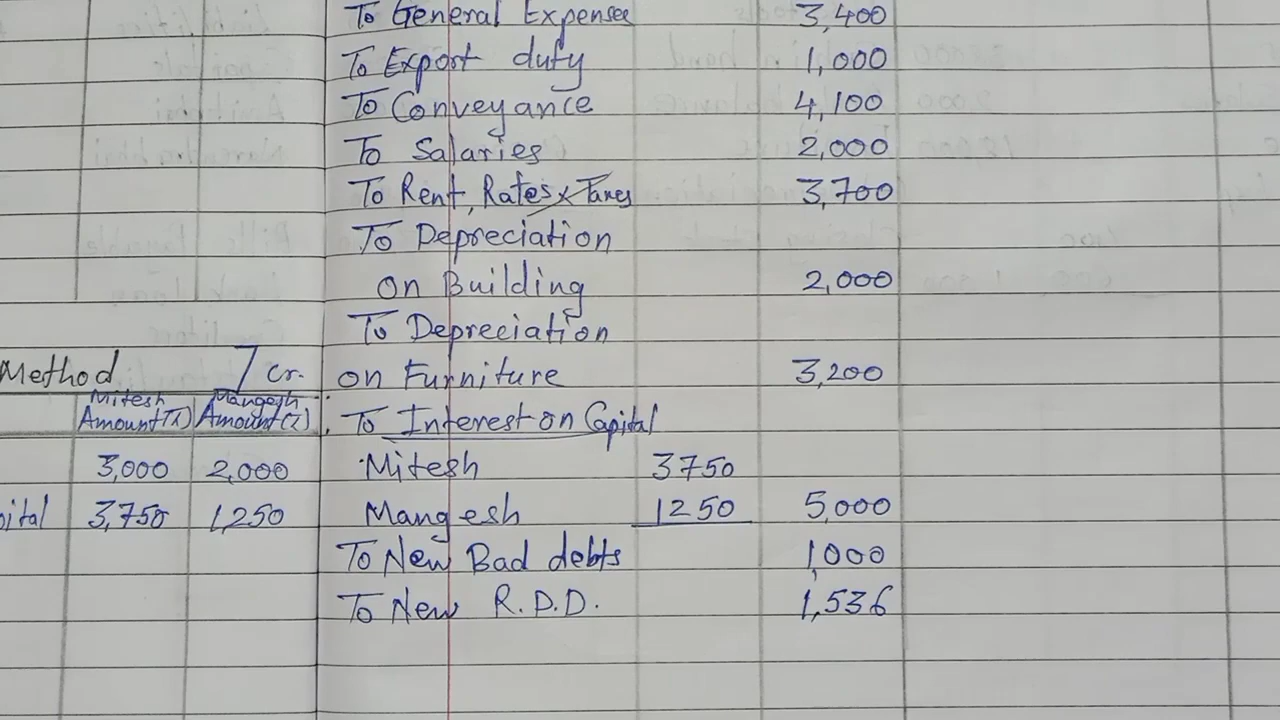 To General Expenses 3,400
To Export duty 1,000
To Conveyance 4,100
To Salaries 2,000
To Rent, Rates & Taxes 3,700
To Depreciation
on Building 2,000
To Depreciation
on Furniture 3,200
To Interest on Capital
Mitesh 3750
Mangesh 1250 5,000
To New Bad debts 1,000
To New R.D.D. 1,536
Method Cr.
Mitesh Amount(₹) Mangesh Amount(₹)
3,000 2,000
ital 3,750 1,250